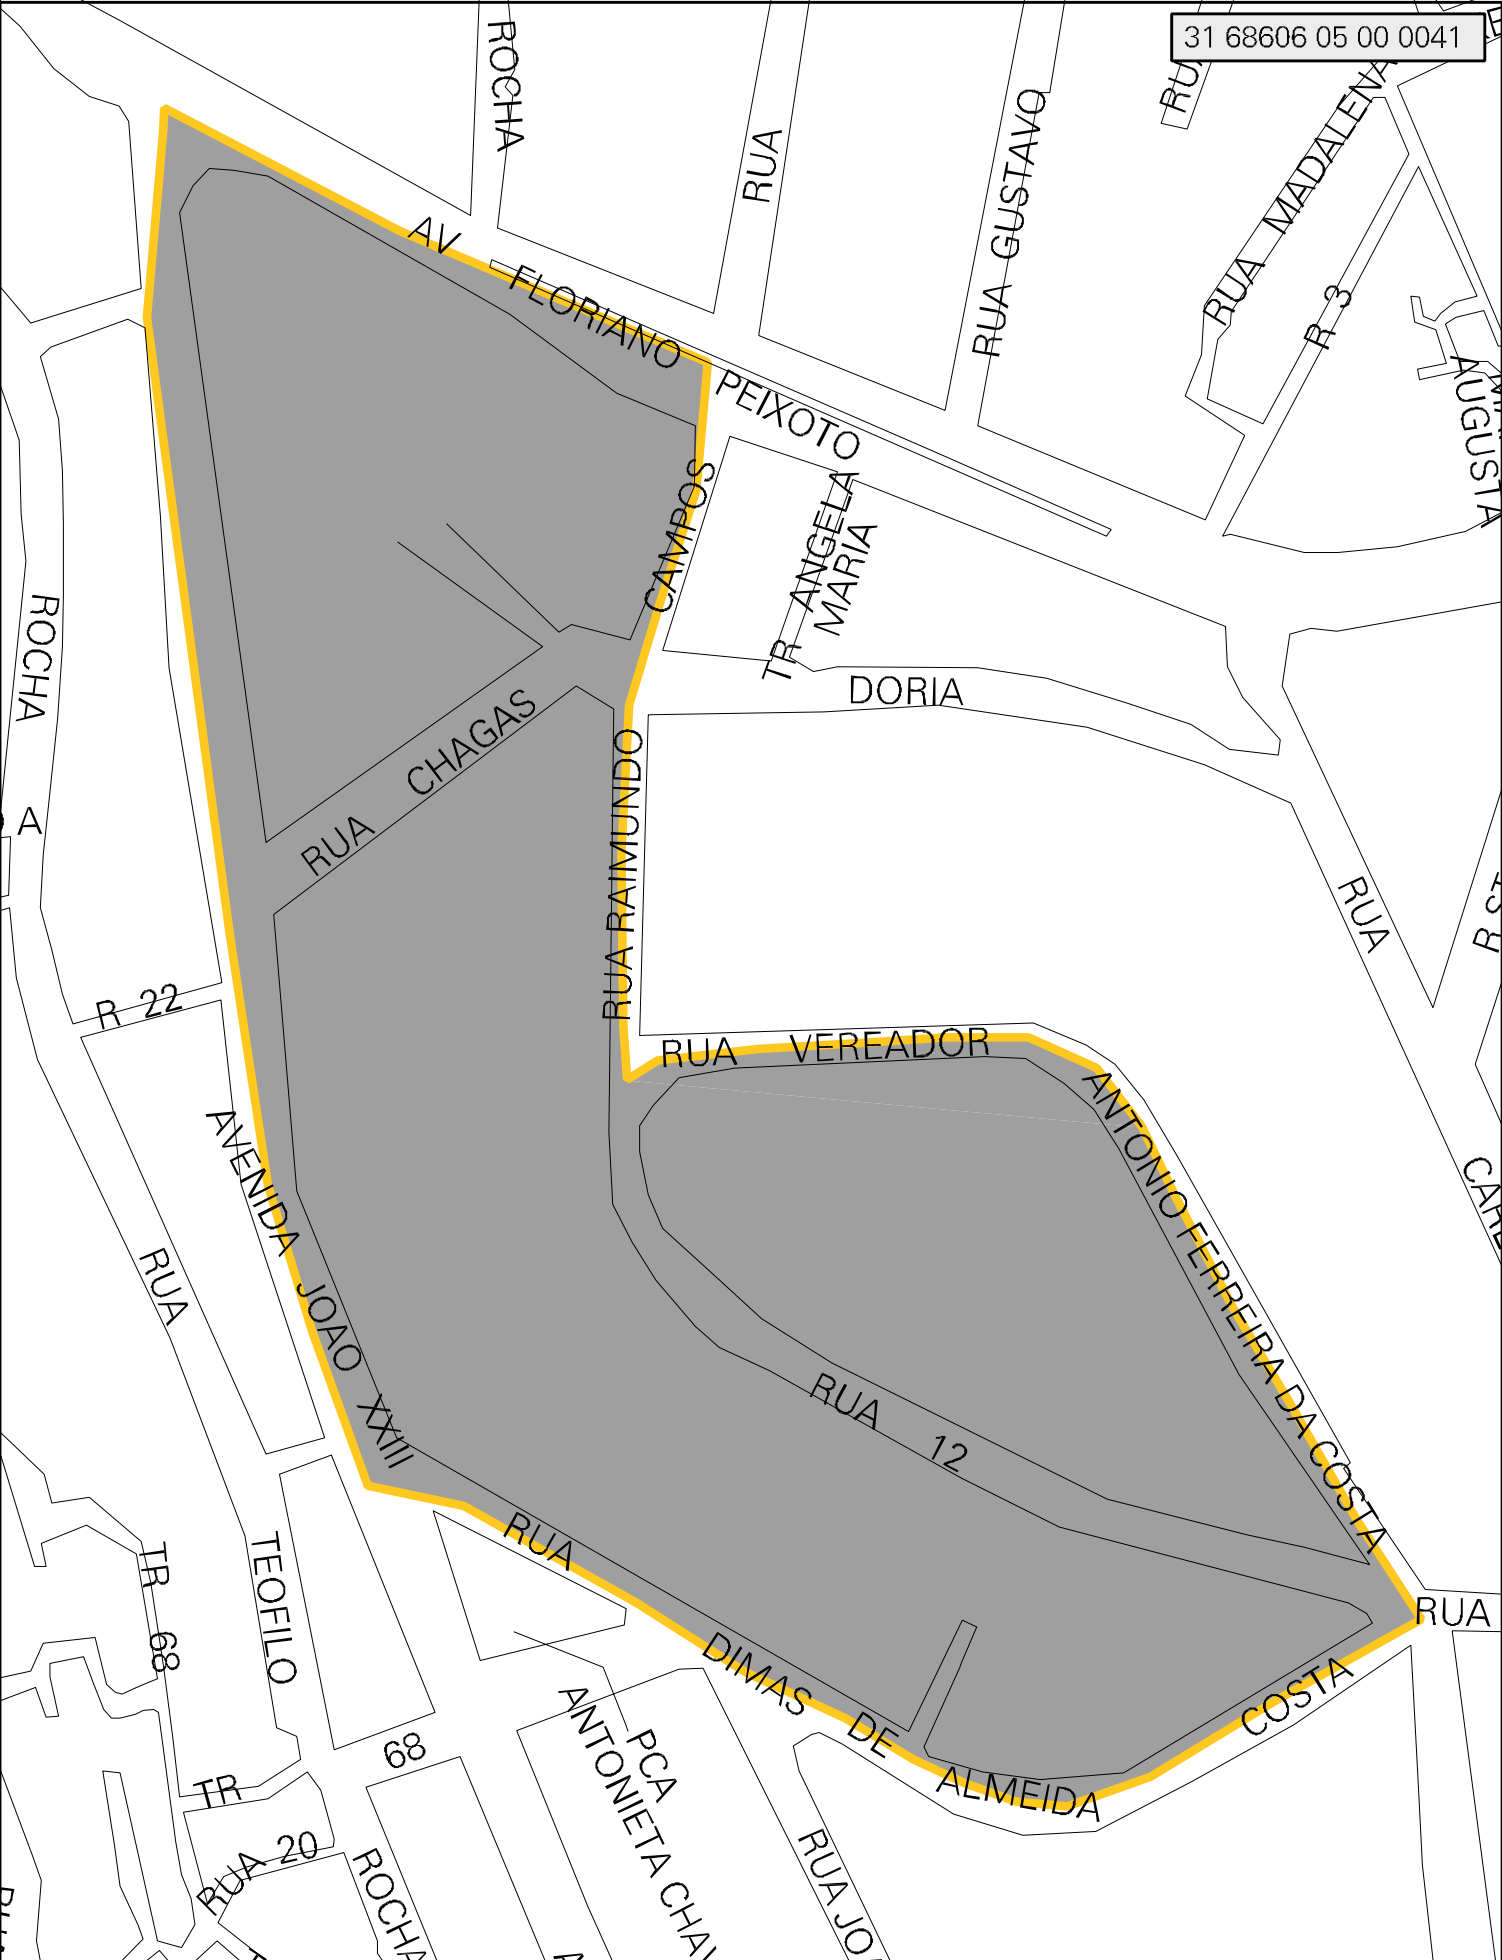 31 68606 05 00 0041
ROCHA
RUA
RUA GUSTAVO
RUA MADALENA
R 3
AUGUSTA
AV FLORIANO PEIXOTO
CAMPOS
TR ANGELA
MARIA
DORIA
ROCHA
A
RUA CHAGAS
RUA RAIMUNDO
RUA
R 22
RUA VEREADOR
ANTONIO FERREIRA DA COSTA
AVENIDA JOAO XXIII
RUA
RUA 12
TEOFILO
TR 68
RUA
DIMAS DE ALMEIDA
COSTA
RUA
68
PCA
ANTONIETA
TR
RUA 20
ROCHA
RUA JO